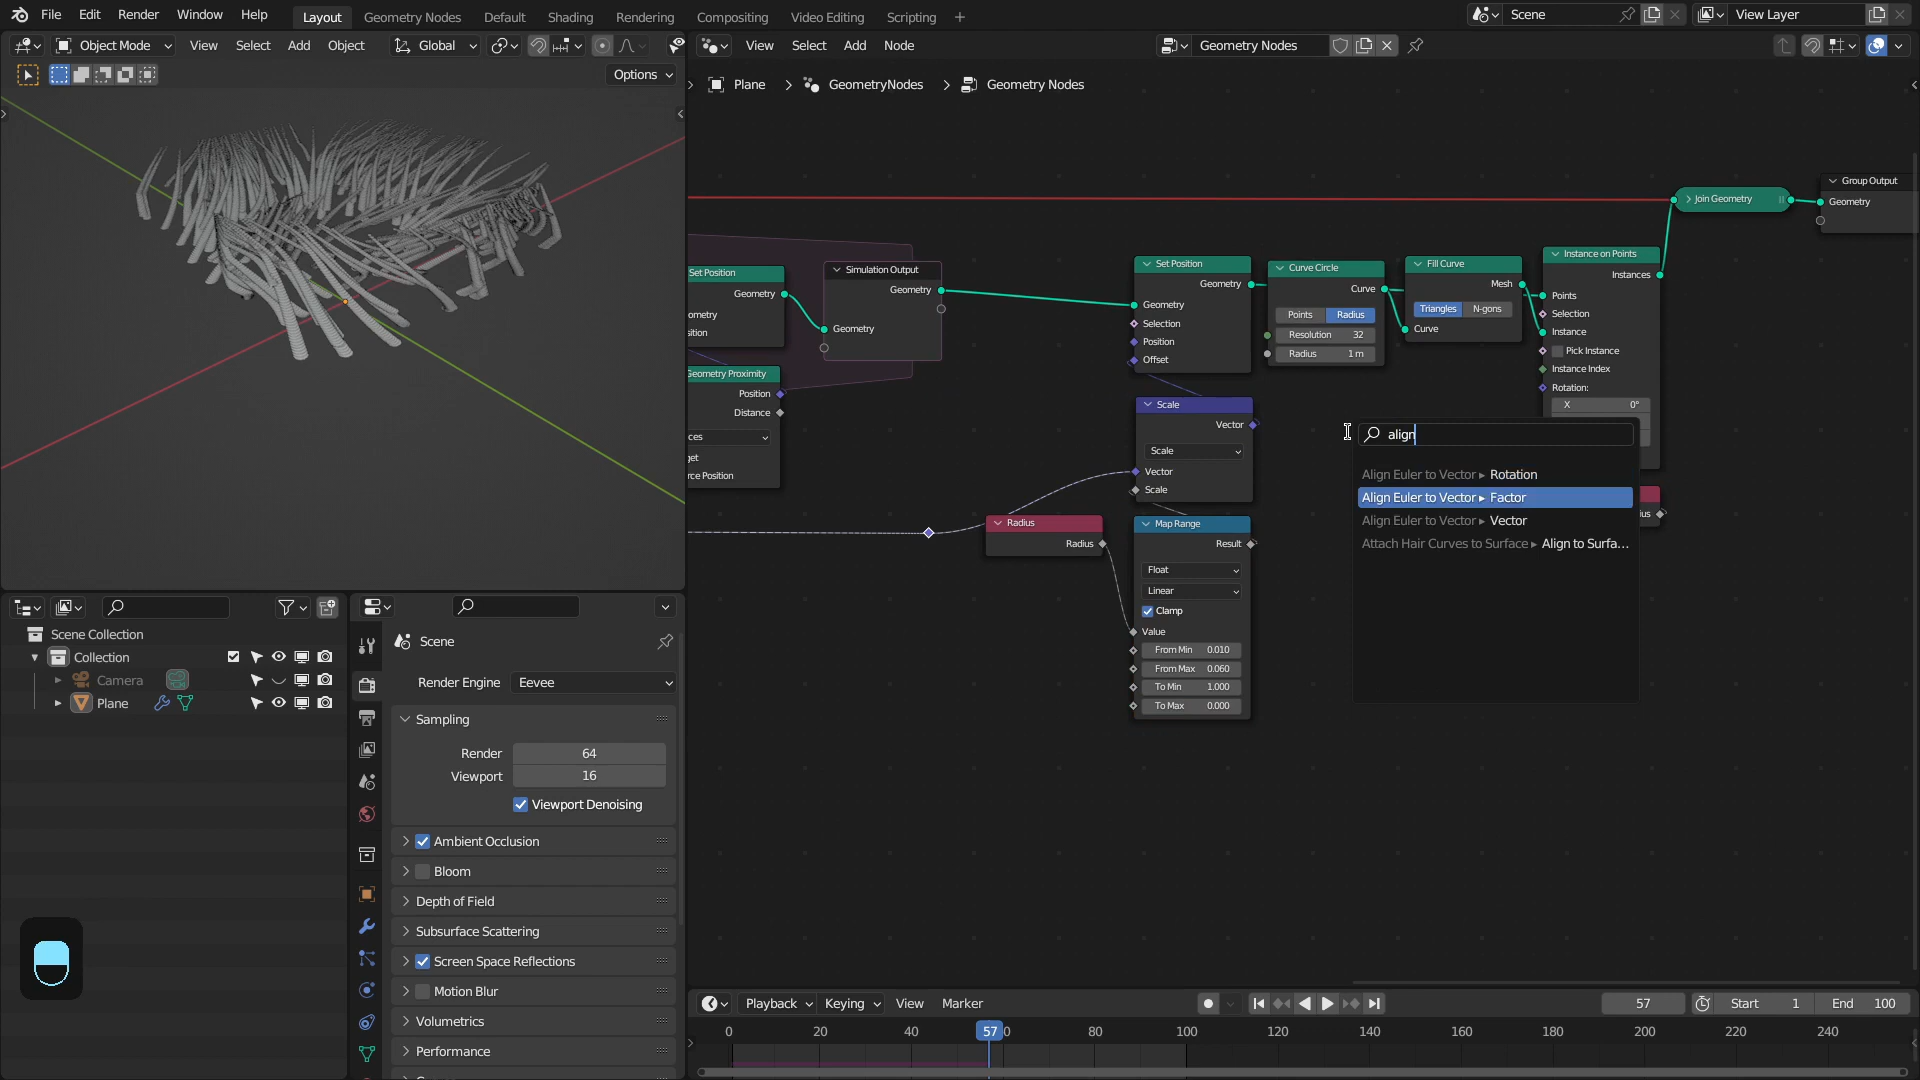 File Edit Render Window Help Layout Geometry Nodes Default Shading Rendering Compositing Video Editing Scripting + Scene View Layer
Object Mode View Select Add Object Global
Options
View Select Add Node Geometry Nodes
Plane > GeometryNodes > Geometry Nodes
Group Output
Geometry
Join Geometry
Set Position
Geometry
ometry
sition
Simulation Output
Geometry
Geometry
Geometry Proximity
Position
Distance
ces
get
rce Position
Set Position
Geometry
Geometry
Selection
Position
Offset
Curve Circle
Curve
Points Radius
Resolution 32
Radius 1 m
Fill Curve
Mesh
Triangles N-gons
Curve
Instance on Points
Instances
Points
Selection
Instance
Pick Instance
Instance Index
Rotation:
X 0°
Scale
Vector
Scale
Vector
Scale
Radius
Radius
Map Range
Result
Float
Linear
Clamp
Value
From Min 0.010
From Max 0.060
To Min 1.000
To Max 0.000
align
Align Euler to Vector ▸ Rotation
Align Euler to Vector ▸ Factor
Align Euler to Vector ▸ Vector
Attach Hair Curves to Surface ▸ Align to Surfa...
ius
Scene Collection
Collection
Camera
Plane
Scene
Render Engine Eevee
Sampling
Render 64
Viewport 16
Viewport Denoising
Ambient Occlusion
Bloom
Depth of Field
Subsurface Scattering
Screen Space Reflections
Motion Blur
Volumetrics
Performance
Playback Keying View Marker 57 Start 1 End 100
0 20 40 57 0 80 100 120 140 160 180 200 220 240